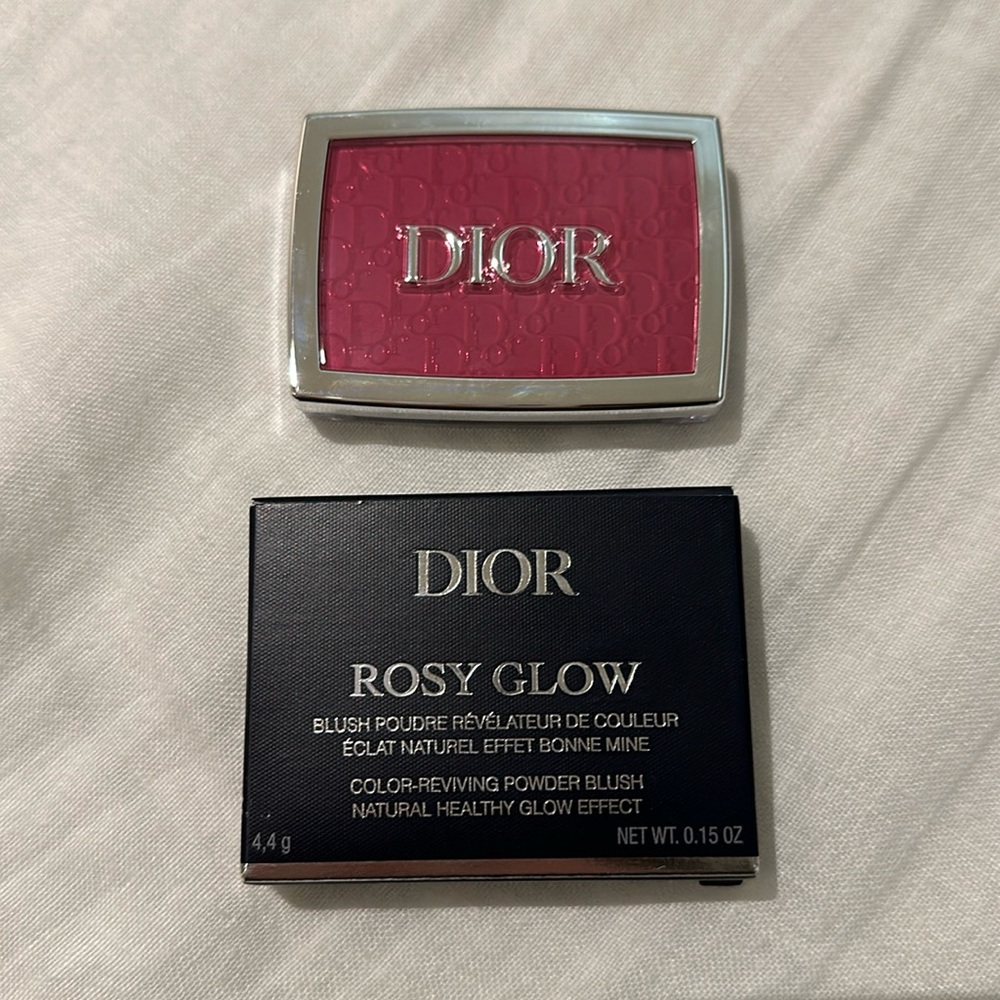 DIOR
DIOR
ROSY GLOW
BLUSH POUDRE RÉVÉLATEUR DE COULEUR
ÉCLAT NATUREL EFFET BONNE MINE
COLOR-REVIVING POWDER BLUSH
NATURAL HEALTHY GLOW EFFECT
4,4 g NET WT. 0.15 OZ